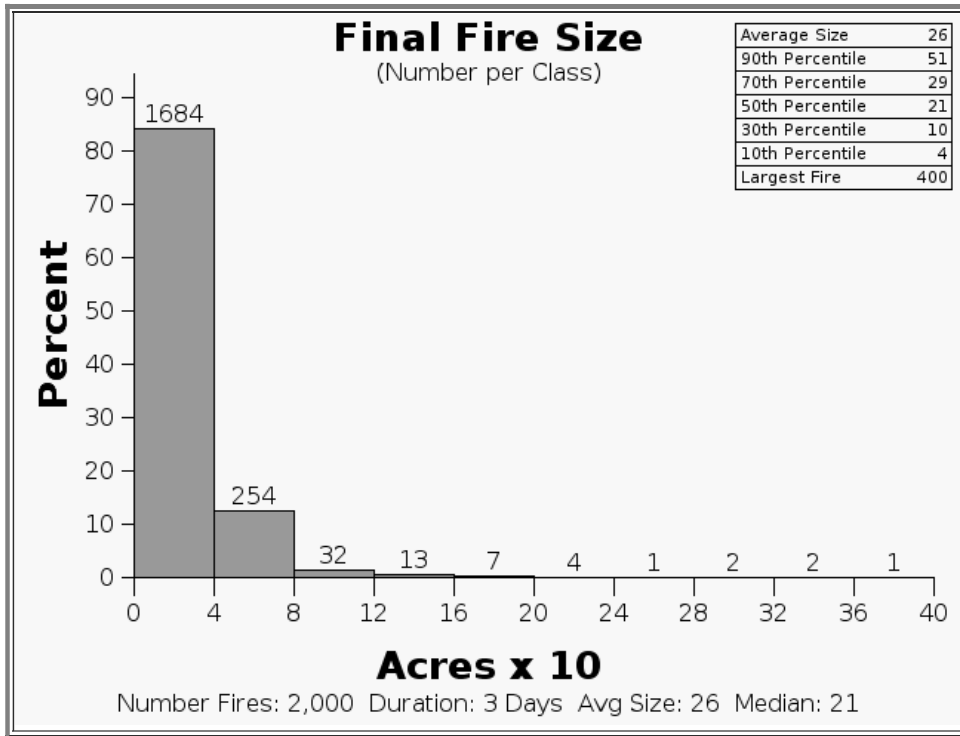 Final Fire Size
(Number per Class)
Average Size 26
90th Percentile 51
70th Percentile 29
50th Percentile 21
30th Percentile 10
10th Percentile 4
Largest Fire 400
Percent
90
80
70
60
50
40
30
20
10
0
1684
254
32
13
7
4
1
2
2
1
0 4 8 12 16 20 24 28 32 36 40
Acres x 10
Number Fires: 2,000 Duration: 3 Days Avg Size: 26 Median: 21